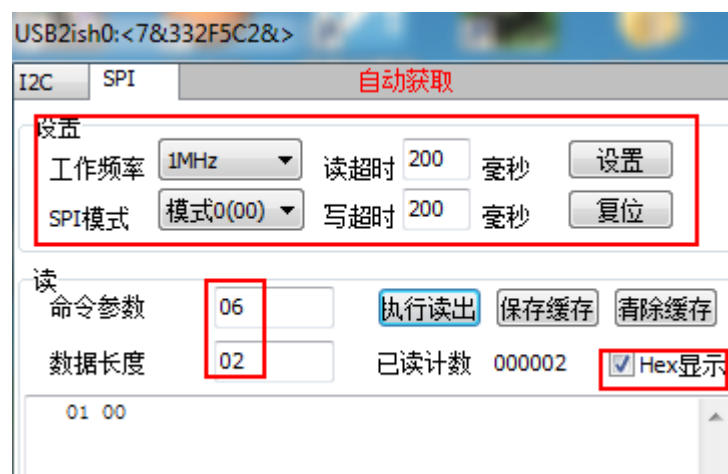 USB2ish0:<7&332F5C2&>
I2C SPI 自动获取
设置
工作频率 1MHz 读超时 200 毫秒 设置
SPI模式 模式0(00) 写超时 200 毫秒 复位
读
命令参数 06 执行读出 保存缓存 清除缓存
数据长度 02 已读计数 000002 Hex显示
01 00